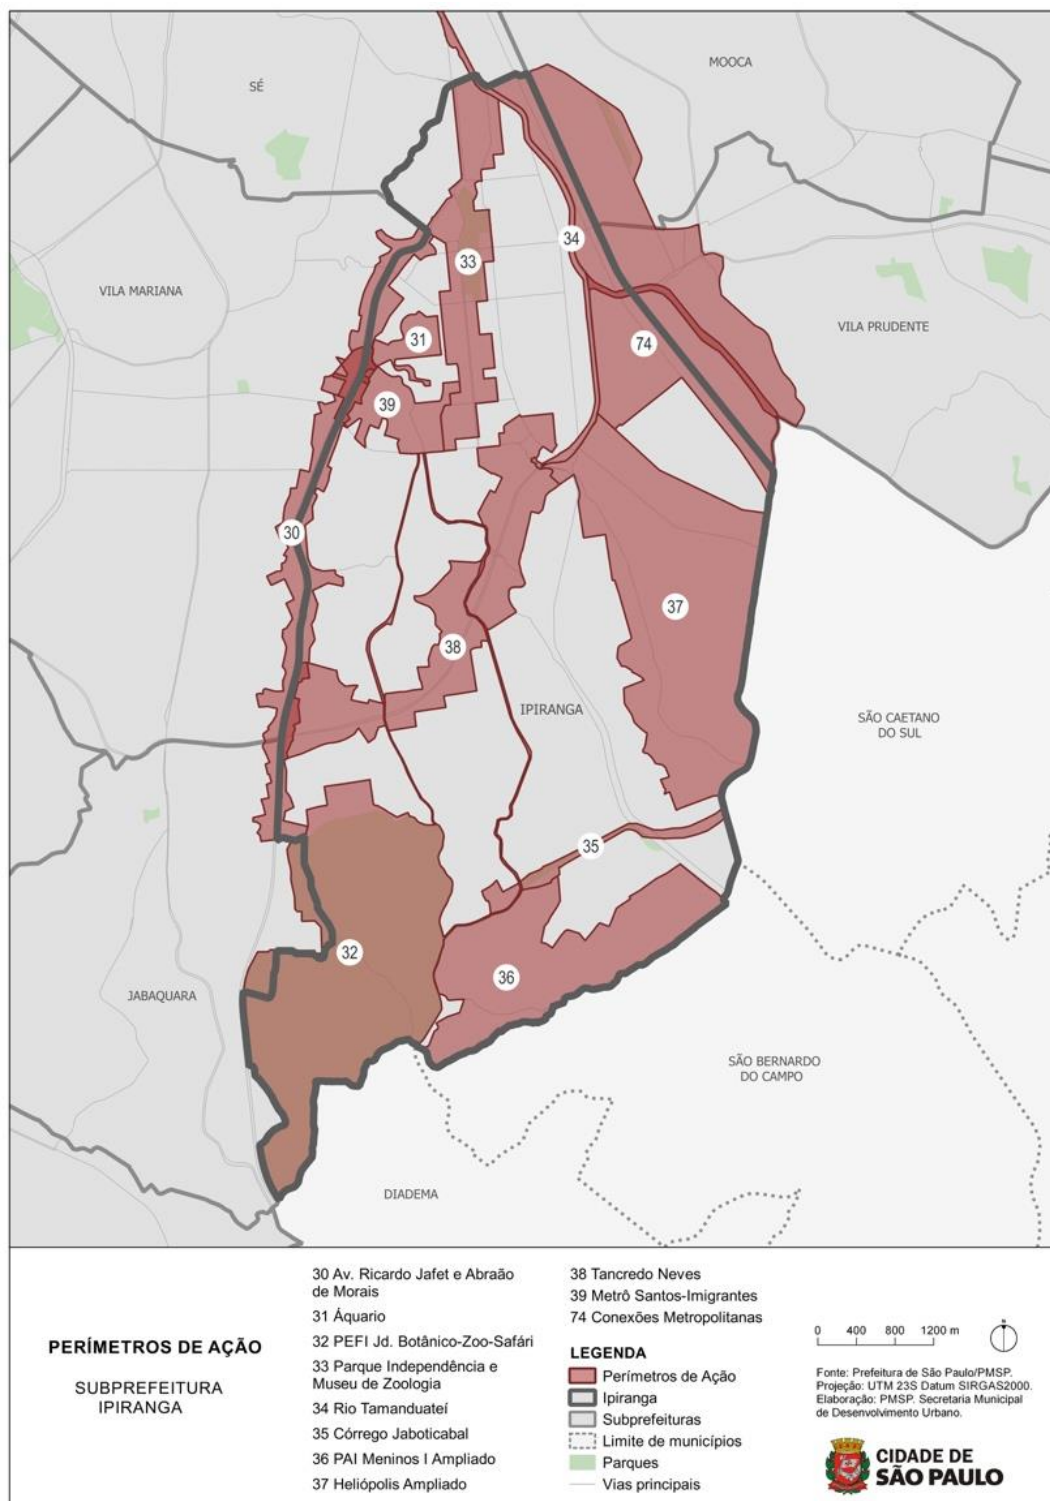 SÉ
MOOCA
34
33
VILA MARIANA
VILA PRUDENTE
31
74
39
30
37
38
IPIRANGA
SÃO CAETANO
DO SUL
35
32
36
JABAQUARA
SÃO BERNARDO
DO CAMPO
DIADEMA
PERÍMETROS DE AÇÃO
SUBPREFEITURA
IPIRANGA
30 Av. Ricardo Jafet e Abraão
de Morais
31 Áquario
32 PEFI Jd. Botânico-Zoo-Safári
33 Parque Independência e
Museu de Zoologia
34 Rio Tamanduateí
35 Córrego Jaboticabal
36 PAI Meninos I Ampliado
37 Heliópolis Ampliado
38 Tancredo Neves
39 Metrô Santos-Imigrantes
74 Conexões Metropolitanas
LEGENDA
Perímetros de Ação
Ipiranga
Subprefeituras
Limite de municípios
Parques
Vias principais
0 400 800 1200 m
Fonte: Prefeitura de São Paulo/PMSP.
Projeção: UTM 23S Datum SIRGAS2000.
Elaboração: PMSP. Secretaria Municipal
de Desenvolvimento Urbano.
CIDADE DE
SÃO PAULO